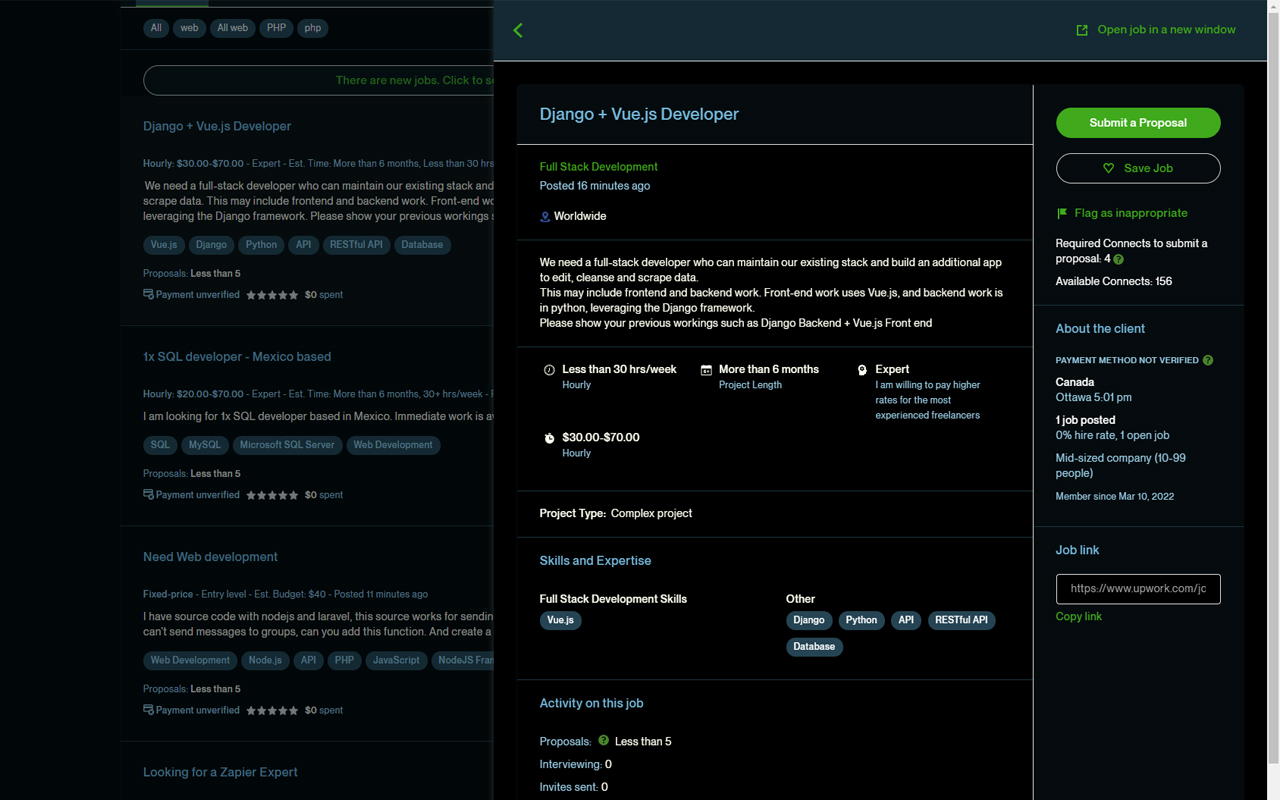 All web All web PHP php
There are new jobs. Click to s
Django + Vue.js Developer
Hourly: $30.00-$70.00 - Expert - Est. Time: More than 6 months, Less than 30 hrs
We need a full-stack developer who can maintain our existing stack and
scrape data. This may include frontend and backend work. Front-end w
leveraging the Django framework. Please show your previous workings
Vue.js Django Python API RESTful API Database
Proposals: Less than 5
Payment unverified $0 spent
1x SQL developer - Mexico based
Hourly: $20.00-$70.00 - Expert - Est. Time: More than 6 months, 30+ hrs/week -
I am looking for 1x SQL developer based in Mexico. Immediate work is a
SQL MySQL Microsoft SQL Server Web Development
Proposals: Less than 5
Payment unverified $0 spent
Need Web development
Fixed-price - Entry level - Est. Budget: $40 - Posted 11 minutes ago
I have source code with nodejs and laravel, this source works for sendin
can't send messages to groups, can you add this function. And create a
Web Development Node.js API PHP JavaScript NodeJS Fra
Proposals: Less than 5
Payment unverified $0 spent
Looking for a Zapier Expert
Open job in a new window
Django + Vue.js Developer
Full Stack Development
Posted 16 minutes ago
Worldwide
We need a full-stack developer who can maintain our existing stack and build an additional app
to edit, cleanse and scrape data.
This may include frontend and backend work. Front-end work uses Vue.js, and backend work is
in python, leveraging the Django framework.
Please show your previous workings such as Django Backend + Vue.js Front end
Less than 30 hrs/week
Hourly
More than 6 months
Project Length
Expert
I am willing to pay higher
rates for the most
experienced freelancers
$30.00-$70.00
Hourly
Project Type: Complex project
Skills and Expertise
Full Stack Development Skills
Vue.js
Other
Django Python API RESTful API
Database
Activity on this job
Proposals: ? Less than 5
Interviewing: 0
Invites sent: 0
Submit a Proposal
Save Job
Flag as inappropriate
Required Connects to submit a
proposal: 4 ?
Available Connects: 156
About the client
PAYMENT METHOD NOT VERIFIED ?
Canada
Ottawa 5:01 pm
1 job posted
0% hire rate, 1 open job
Mid-sized company (10-99
people)
Member since Mar 10, 2022
Job link
https://www.upwork.com/jc
Copy link